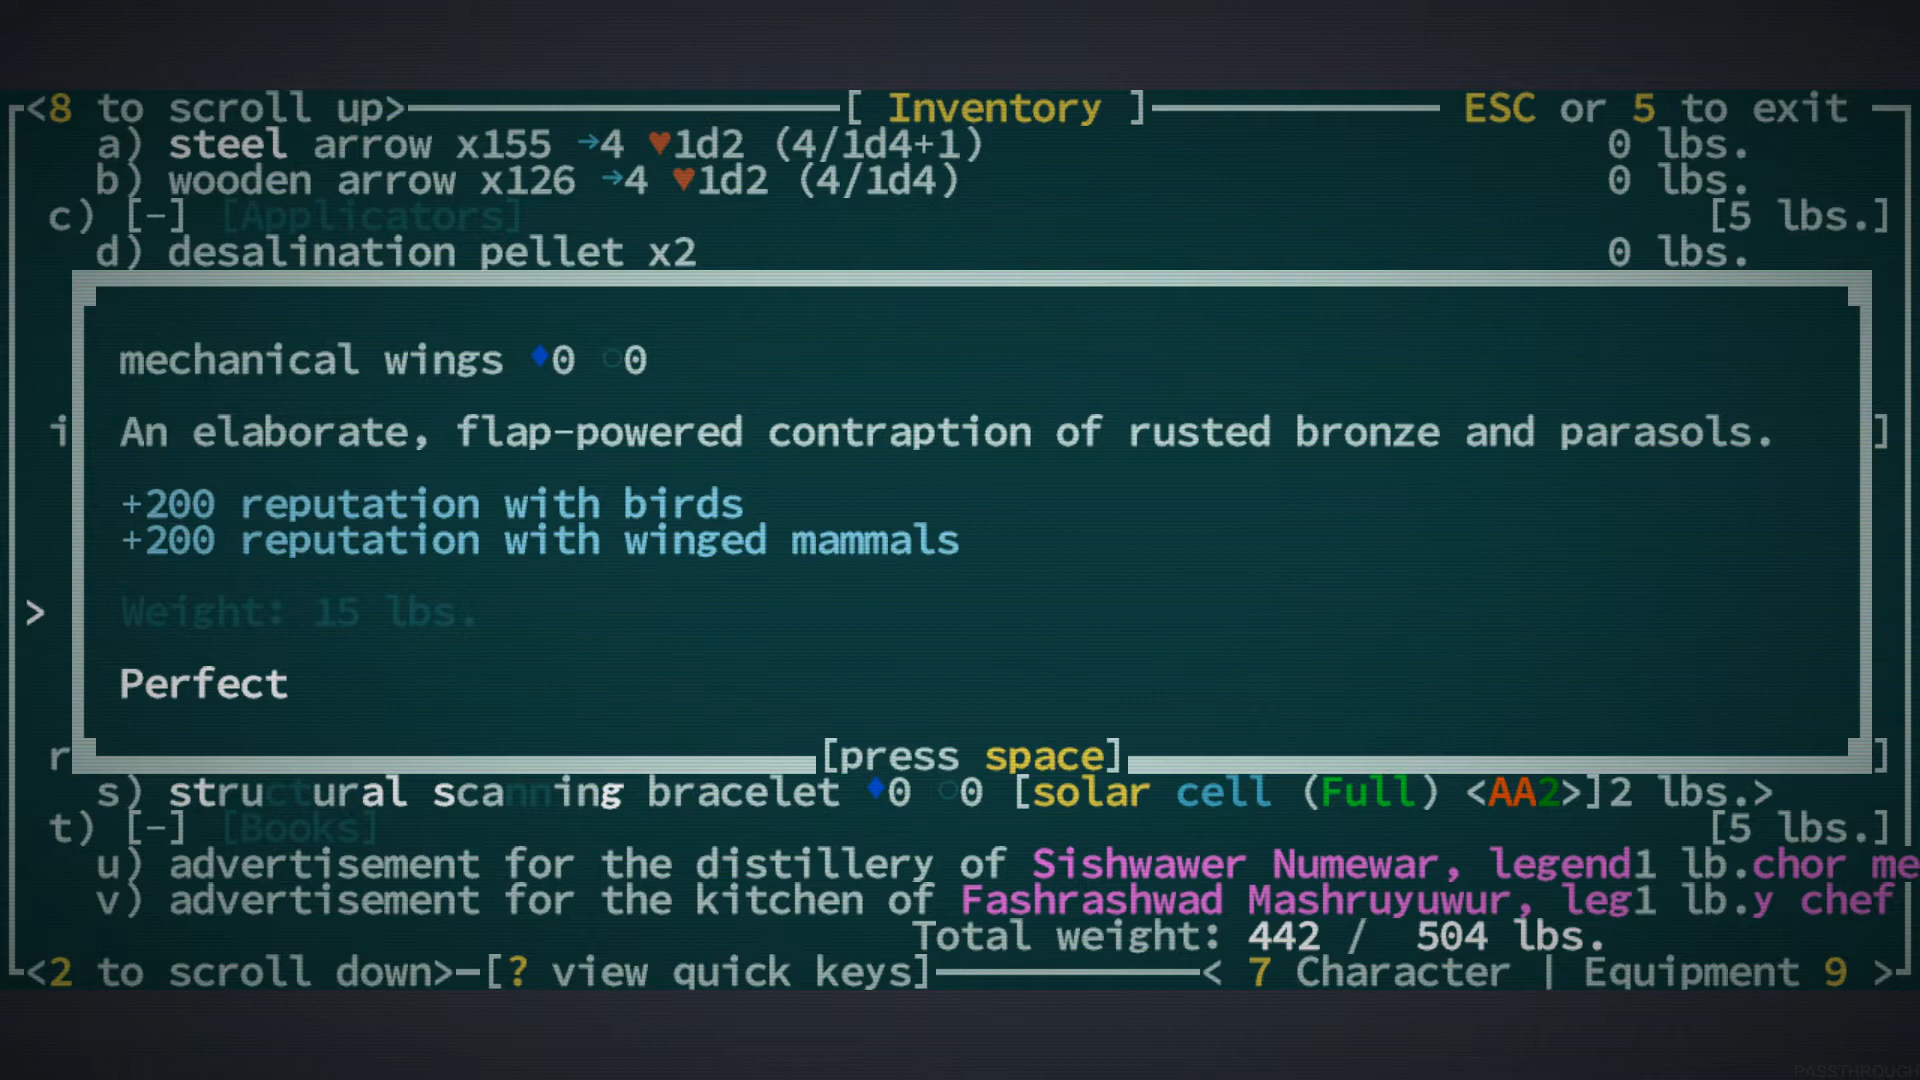 <8 to scroll up> [ Inventory ] ESC or 5 to exit
a) steel arrow x155 →4 ♥1d2 (4/1d4+1) 0 lbs.
b) wooden arrow x126 →4 ♥1d2 (4/1d4) 0 lbs.
c) [-] [Applicators] [5 lbs.]
d) desalination pellet x2 0 lbs.
mechanical wings ♦0 ○0
i An elaborate, flap-powered contraption of rusted bronze and parasols. ]
+200 reputation with birds
+200 reputation with winged mammals
> Weight: 15 lbs.
Perfect
r [press space] ]
s) structural scanning bracelet ♦0 ○0 [solar cell (Full) <AA2>]2 lbs.>
t) [-] [Books] [5 lbs.]
u) advertisement for the distillery of Sishwawer Numewar, legend1 lb.chor me
v) advertisement for the kitchen of Fashrashwad Mashruyuwur, leg1 lb.y chef
Total weight: 442 / 504 lbs.
<2 to scroll down> [? view quick keys] < 7 Character | Equipment 9 >
PASSTHROUGH